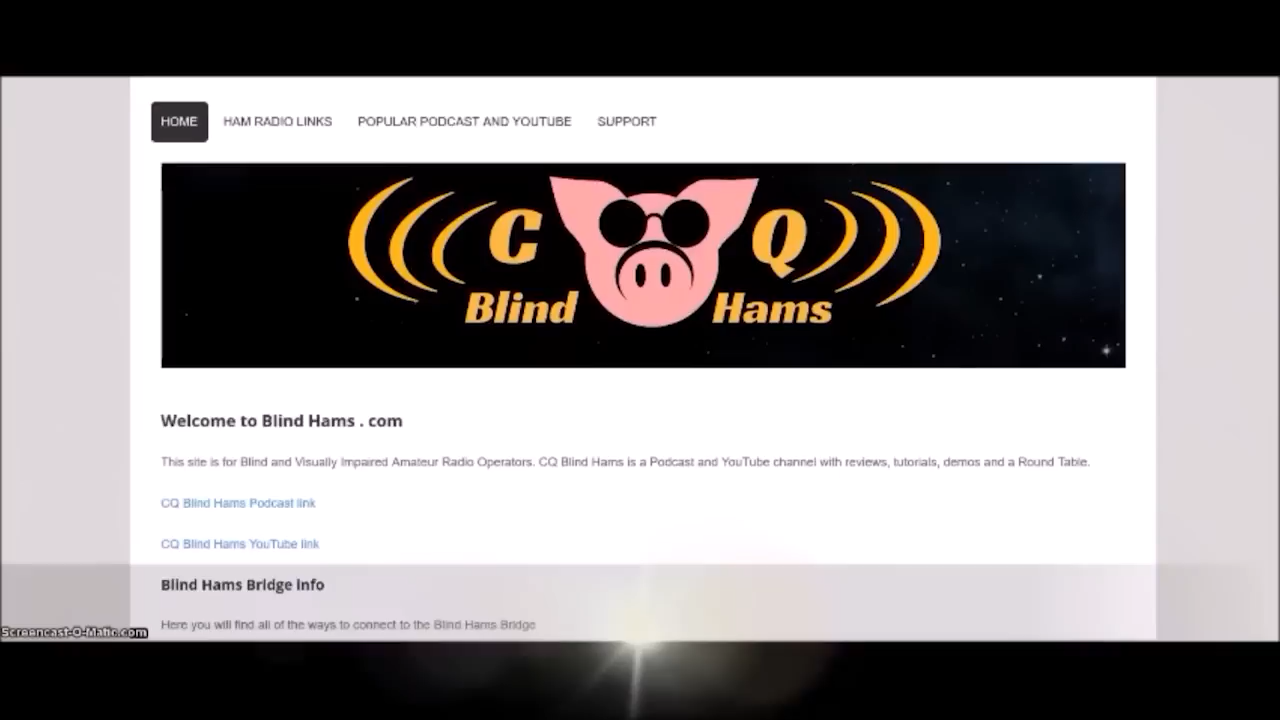 HOME HAM RADIO LINKS POPULAR PODCAST AND YOUTUBE SUPPORT
C Q
Blind Hams
Welcome to Blind Hams . com
This site is for Blind and Visually Impaired Amateur Radio Operators. CQ Blind Hams is a Podcast and YouTube channel with reviews, tutorials, demos and a Round Table.
CQ Blind Hams Podcast link
CQ Blind Hams YouTube link
Blind Hams Bridge info
Here you will find all of the ways to connect to the Blind Hams Bridge
Screencast-O-Matic.com